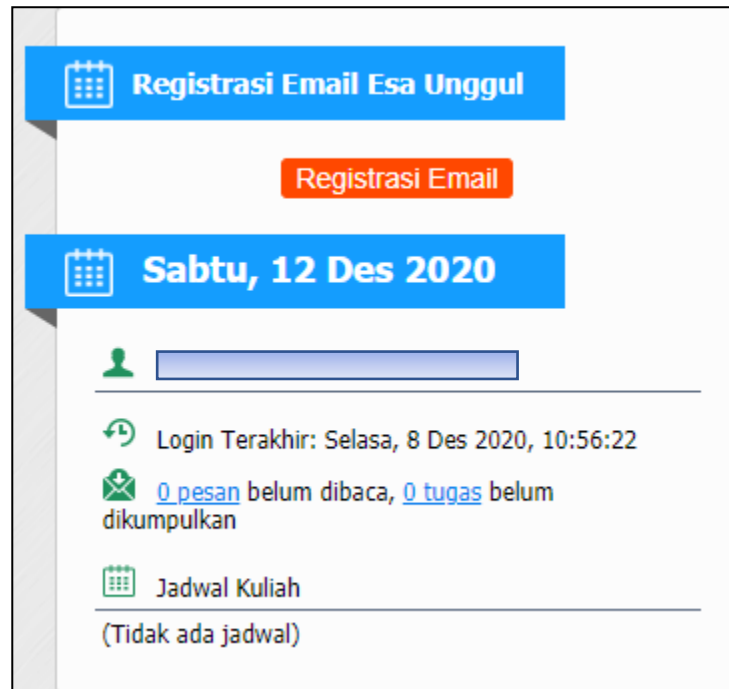 Registrasi Email Esa Unggul
Registrasi Email
Sabtu, 12 Des 2020
Login Terakhir: Selasa, 8 Des 2020, 10:56:22
0 pesan belum dibaca, 0 tugas belum
dikumpulkan
Jadwal Kuliah
(Tidak ada jadwal)